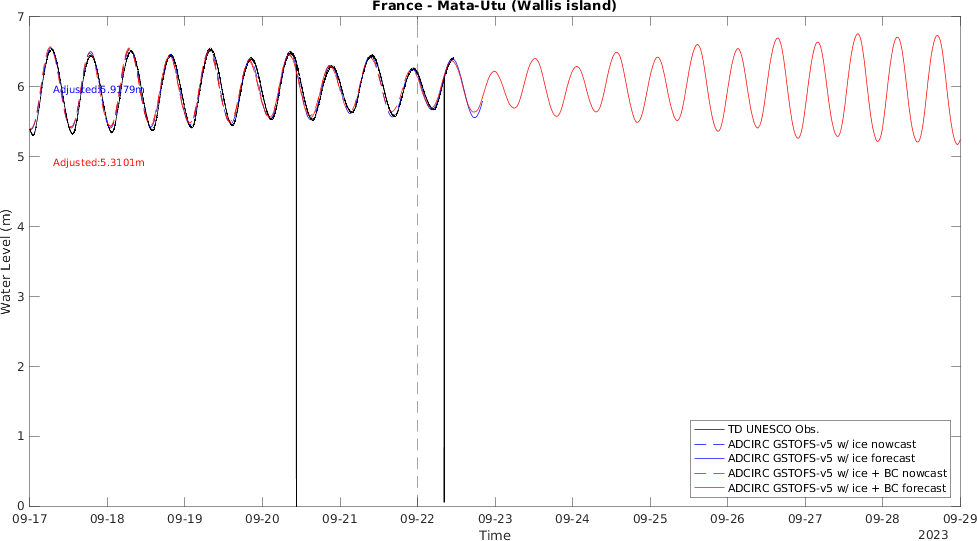 France - Mata-Utu (Wallis island)
7
6
5
4
3
2
1
0
Water Level (m)
Adjusted:5.9179m
Adjusted:5.3101m
TD UNESCO Obs.
ADCIRC GSTOFS-v5 w/ ice nowcast
ADCIRC GSTOFS-v5 w/ ice forecast
ADCIRC GSTOFS-v5 w/ ice + BC nowcast
ADCIRC GSTOFS-v5 w/ ice + BC forecast
09-17 09-18 09-19 09-20 09-21 09-22 09-23 09-24 09-25 09-26 09-27 09-28 09-29
Time
2023